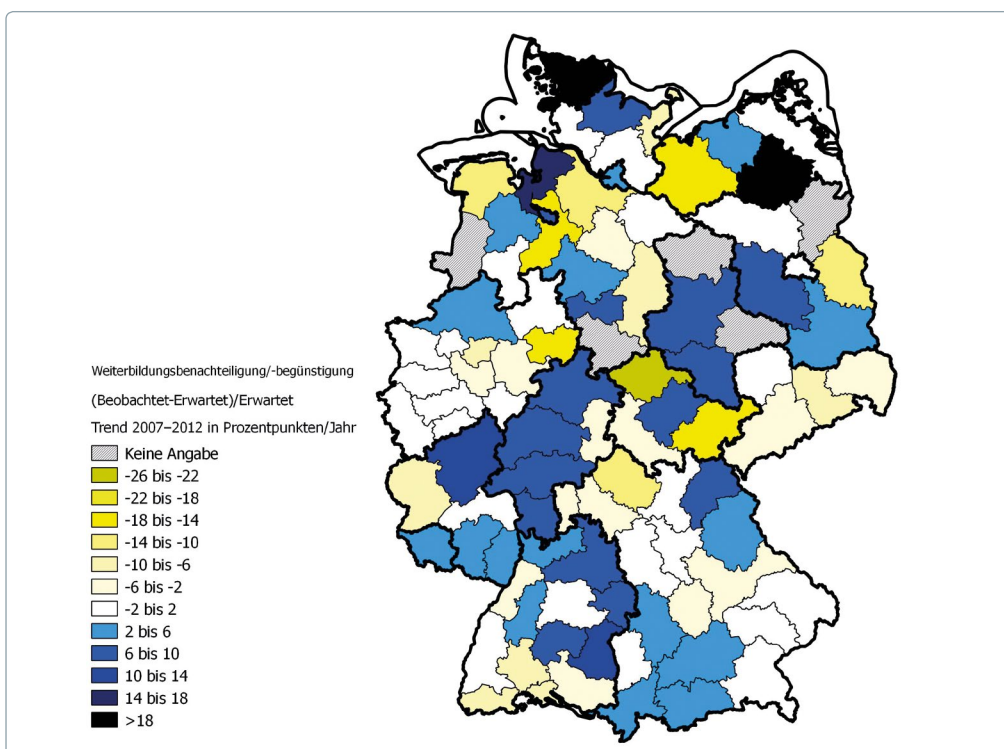 Weiterbildungsbenachteiligung/-begünstigung
(Beobachtet-Erwartet)/Erwartet
Trend 2007–2012 in Prozentpunkten/Jahr
Keine Angabe
-26 bis -22
-22 bis -18
-18 bis -14
-14 bis -10
-10 bis -6
-6 bis -2
-2 bis 2
2 bis 6
6 bis 10
10 bis 14
14 bis 18
>18